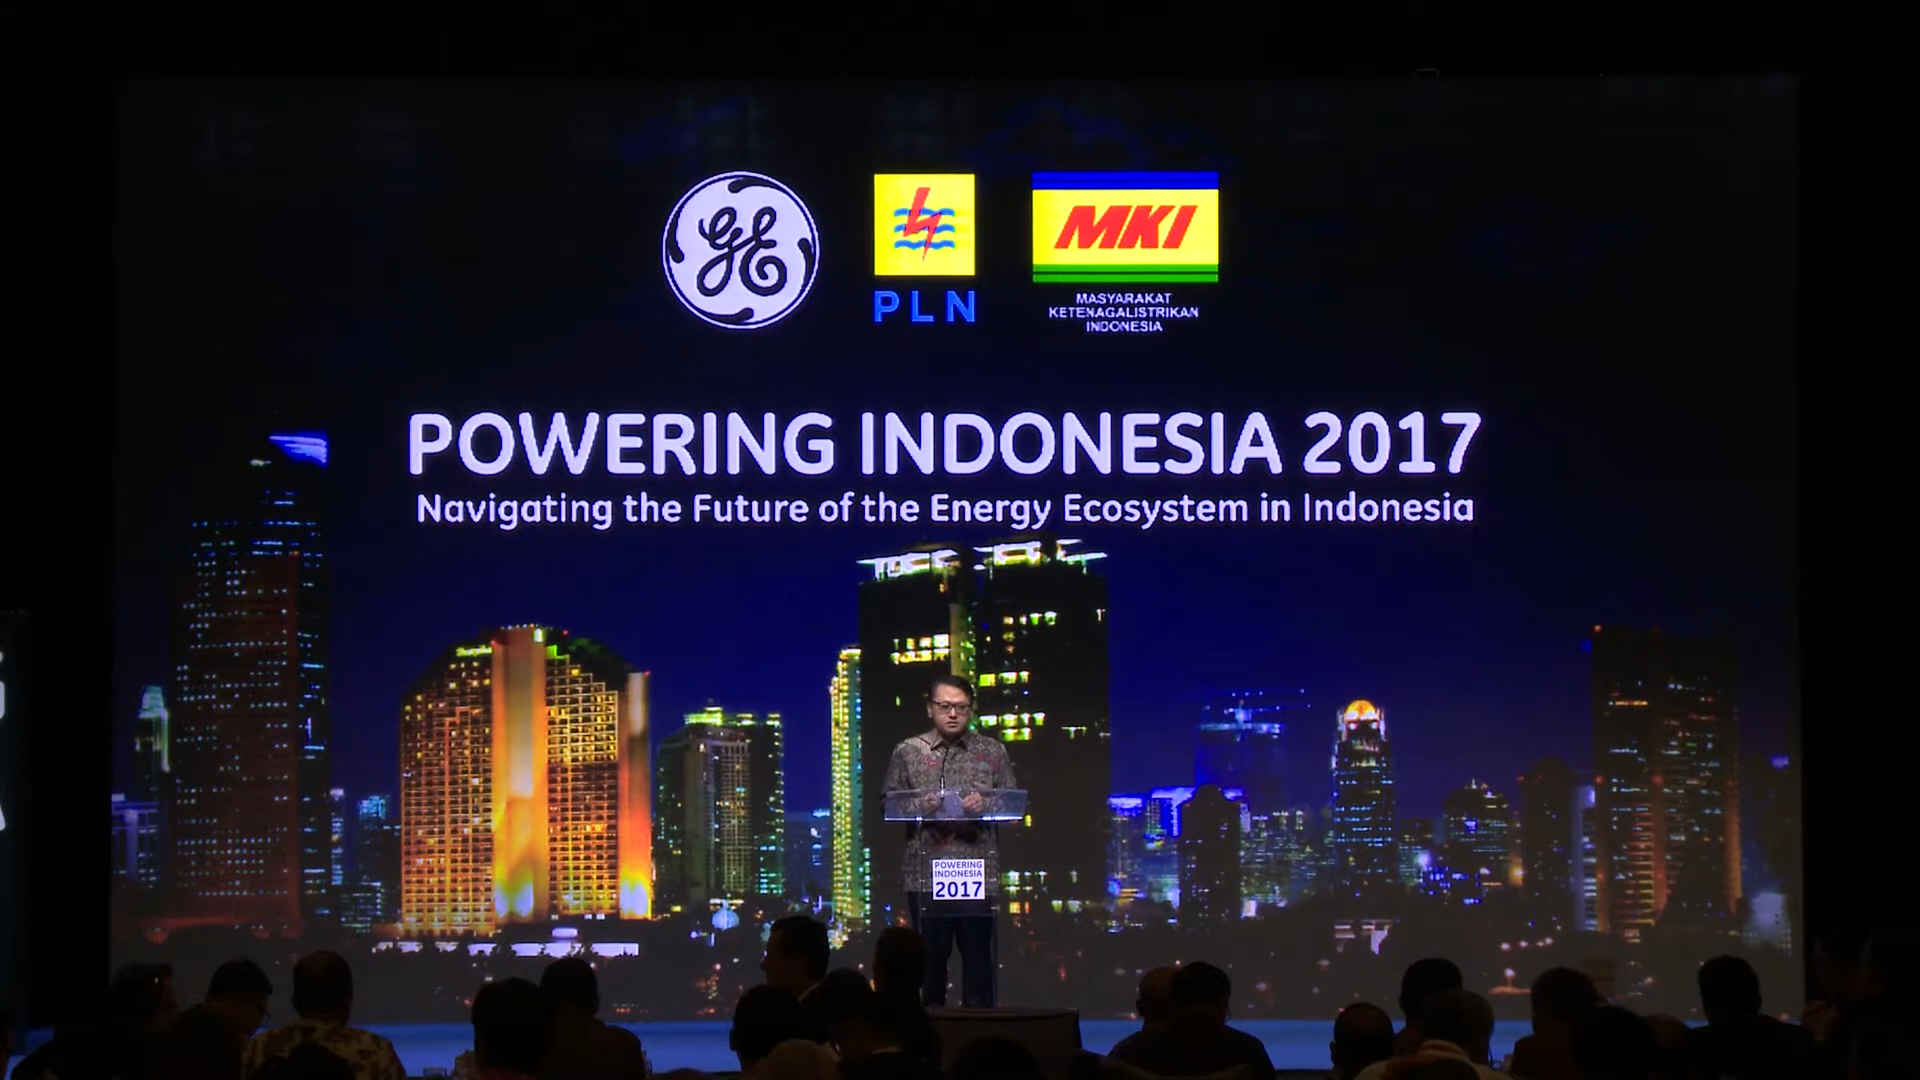 GE
PLN
MKI
MASYARAKAT
KETENAGALISTRIKAN
INDONESIA
POWERING INDONESIA 2017
Navigating the Future of the Energy Ecosystem in Indonesia
POWERING
INDONESIA
2017